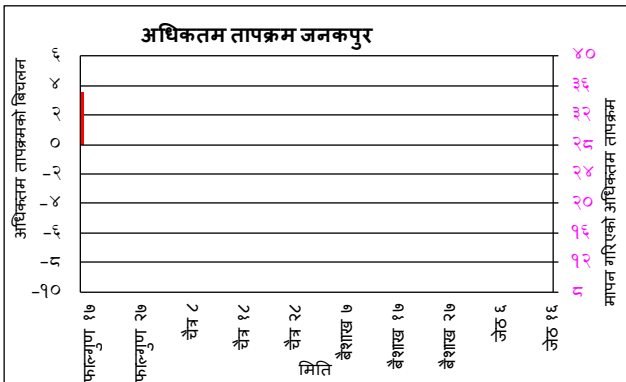 अधिकतम तापक्रम जनकपुर
अधिकतम तापक्रमको बिचलन
६
४
२
०
-२
-४
-६
-८
-१०
४०
३६
३२
२८
२४
२०
१६
१२
८
मापन गरिएको अधिकतम तापक्रम
फाल्गुण १७
फाल्गुण २७
चैत्र ८
चैत्र १८
चैत्र २८
बैशाख ७
बैशाख १७
बैशाख २७
जेठ ६
जेठ १६
मिति